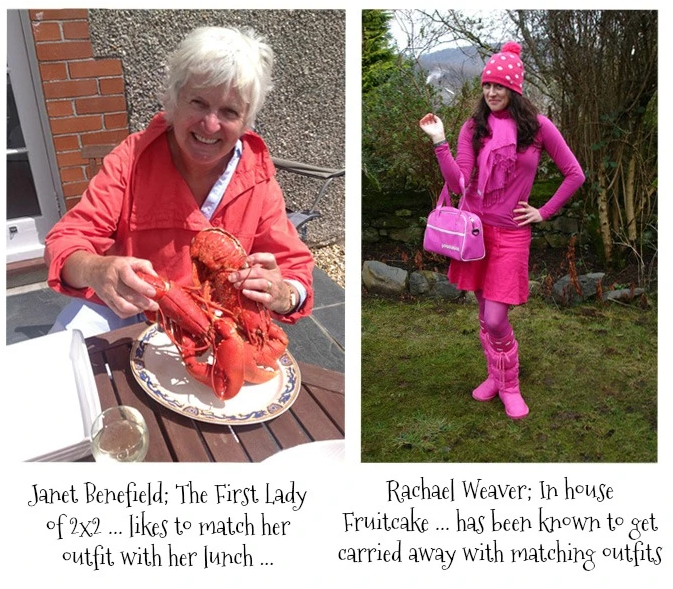 Janet Benefield; The First Lady
of 2x2 ... likes to match her
outfit with her lunch ...
Rachael Weaver; In house
Fruitcake ... has been known to get
carried away with matching outfits